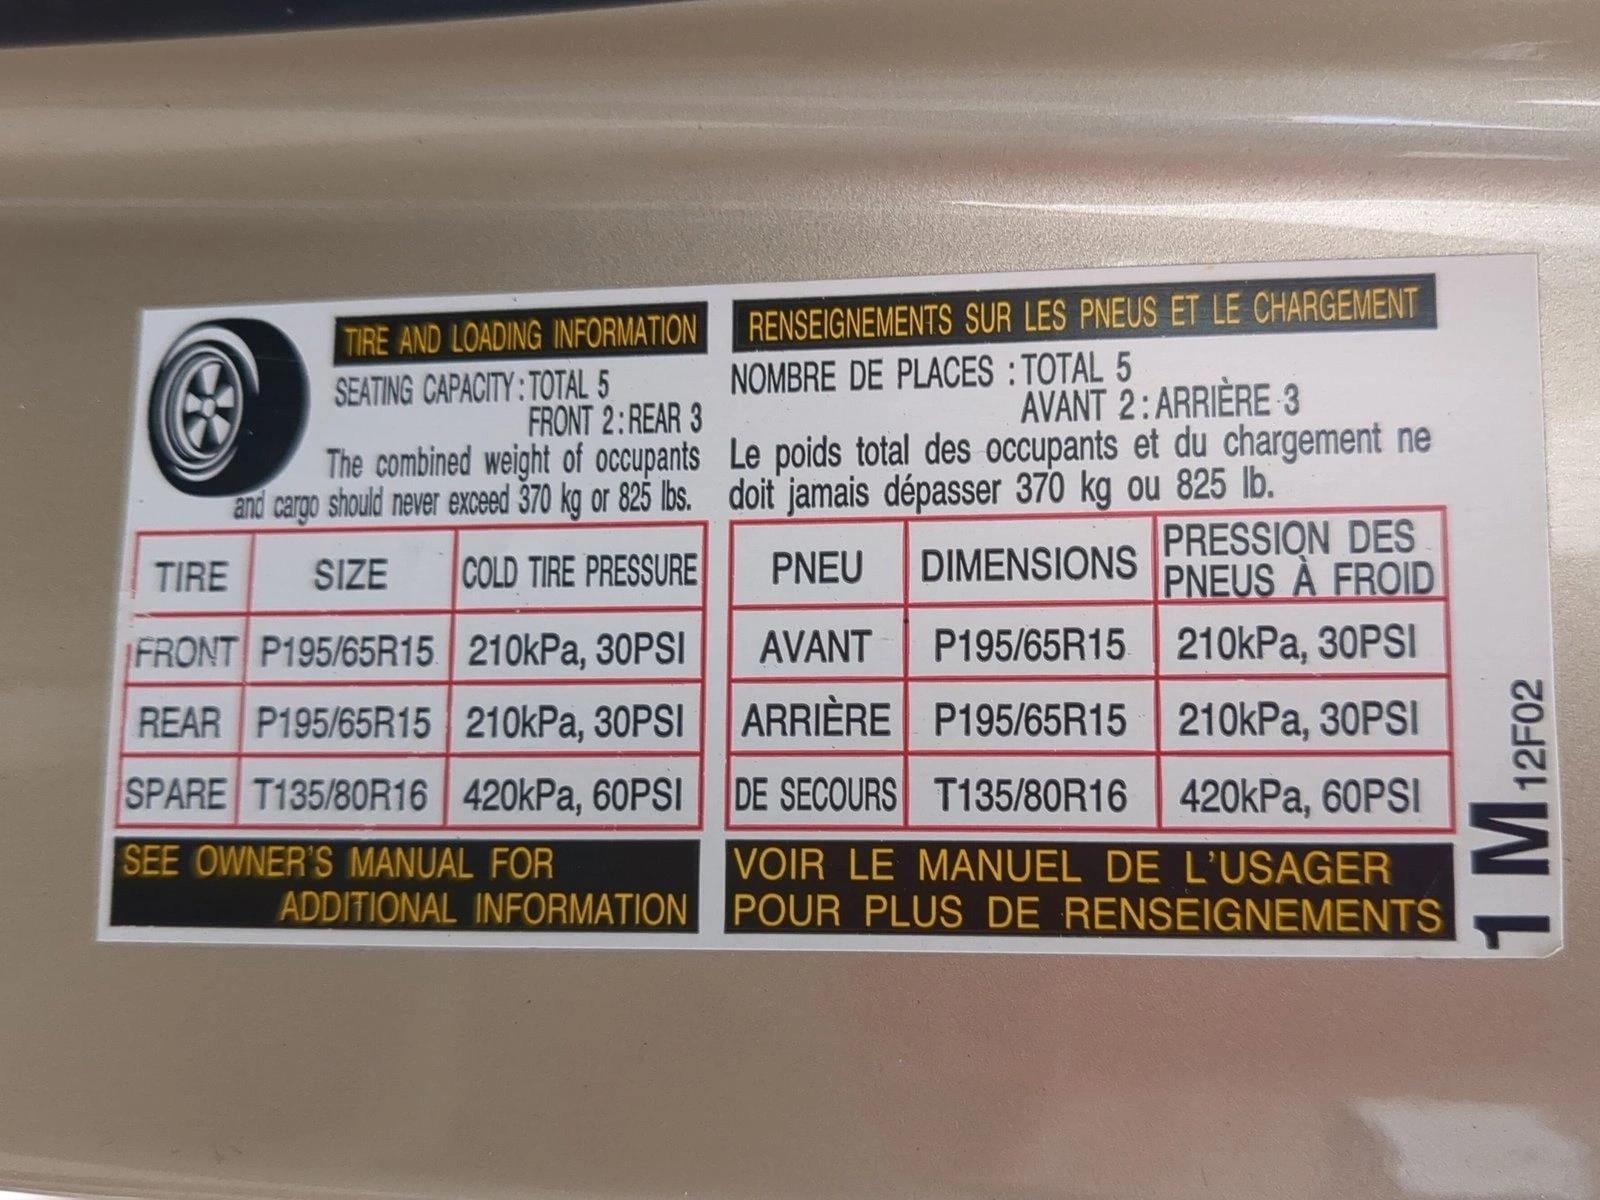 TIRE AND LOADING INFORMATION
SEATING CAPACITY: TOTAL 5
FRONT 2: REAR 3
The combined weight of occupants
and cargo should never exceed 370 kg or 825 lbs.
TIRE SIZE COLD TIRE PRESSURE
FRONT P195/65R15 210kPa, 30PSI
REAR P195/65R15 210kPa, 30PSI
SPARE T135/80R16 420kPa, 60PSI
SEE OWNER'S MANUAL FOR
ADDITIONAL INFORMATION
RENSEIGNEMENTS SUR LES PNEUS ET LE CHARGEMENT
NOMBRE DE PLACES : TOTAL 5
AVANT 2 : ARRIÈRE 3
Le poids total des occupants et du chargement ne
doit jamais dépasser 370 kg ou 825 lb.
PNEU DIMENSIONS PRESSION DES
PNEUS À FROID
AVANT P195/65R15 210kPa, 30PSI
ARRIÈRE P195/65R15 210kPa, 30PSI
DE SECOURS T135/80R16 420kPa, 60PSI
VOIR LE MANUEL DE L'USAGER
POUR PLUS DE RENSEIGNEMENTS
1 M 12F02